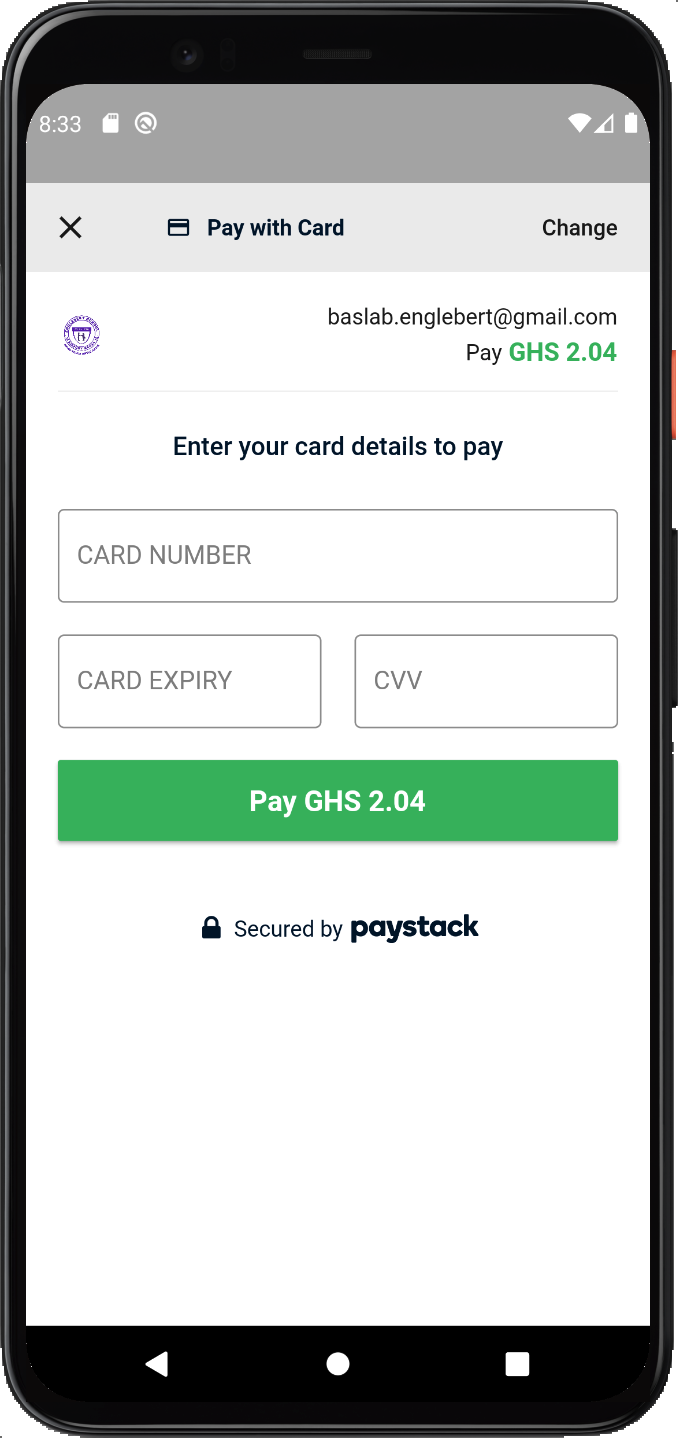 8:33
Pay with Card
Change
baslab.englebert@gmail.com
Pay GHS 2.04
Enter your card details to pay
CARD NUMBER
CARD EXPIRY
CVV
Pay GHS 2.04
Secured by paystack